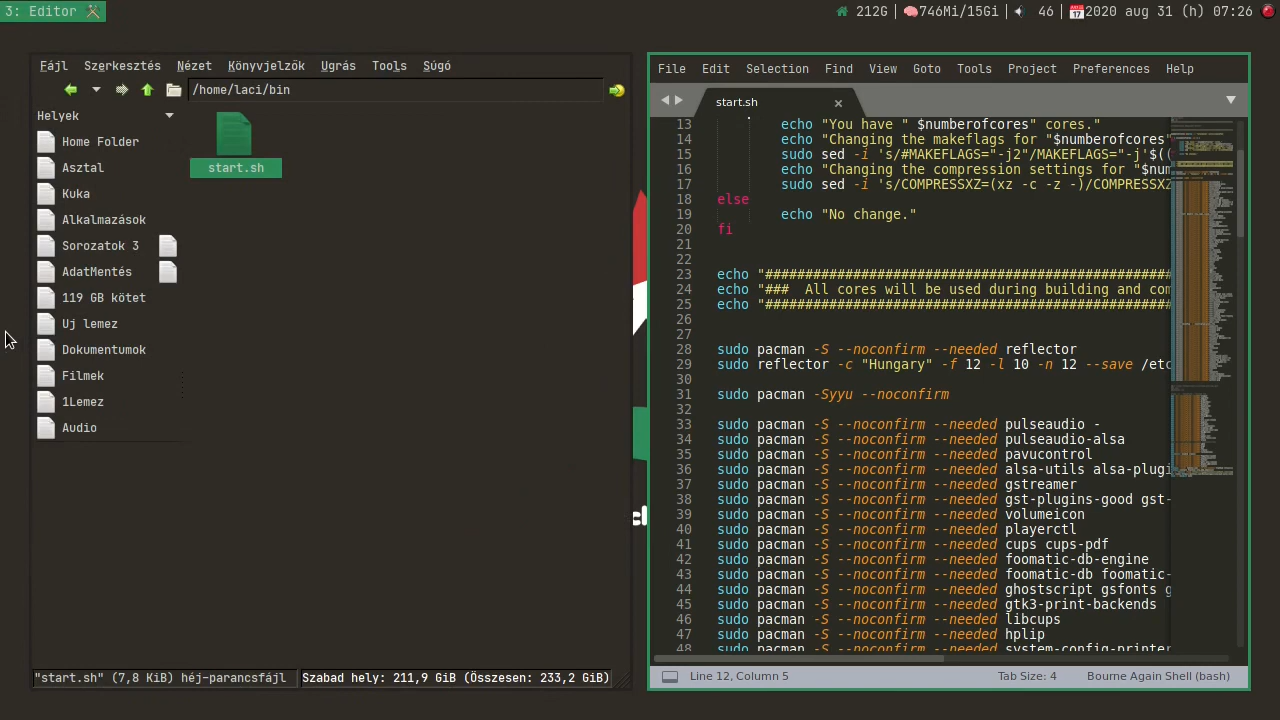 3: Editor
212G 746Mi/15Gi 46 2020 aug 31 (h) 07:26
Fájl Szerkesztés Nézet Könyvjelzők Ugrás Tools Súgó
/home/laci/bin
Helyek
Home Folder
Asztal
Kuka
Alkalmazások
Sorozatok 3
AdatMentés
119 GB kötet
Uj lemez
Dokumentumok
Filmek
1Lemez
Audio
start.sh
"start.sh" (7,8 KiB) héj-parancsfájl
Szabad hely: 211,9 GiB (Összesen: 233,2 GiB)
File Edit Selection Find View Goto Tools Project Preferences Help
start.sh
13 echo "You have " $numberofcores" cores."
14 echo "Changing the makeflags for "$numberofcores"
15 sudo sed -i 's/#MAKEFLAGS="-j2"/MAKEFLAGS="-j'$((
16 echo "Changing the compression settings for "$num
17 sudo sed -i 's/COMPRESSXZ=(xz -c -z -)/COMPRESSXZ
18 else
19 echo "No change."
20 fi
21
22
23 echo "###################################################
24 echo "###  All cores will be used during building and com
25 echo "###################################################
26
27
28 sudo pacman -S --noconfirm --needed reflector
29 sudo reflector -c "Hungary" -f 12 -l 10 -n 12 --save /etc
30
31 sudo pacman -Syyu --noconfirm
32
33 sudo pacman -S --noconfirm --needed pulseaudio -
34 sudo pacman -S --noconfirm --needed pulseaudio-alsa
35 sudo pacman -S --noconfirm --needed pavucontrol
36 sudo pacman -S --noconfirm --needed alsa-utils alsa-plugi
37 sudo pacman -S --noconfirm --needed gstreamer
38 sudo pacman -S --noconfirm --needed gst-plugins-good gst-
39 sudo pacman -S --noconfirm --needed volumeicon
40 sudo pacman -S --noconfirm --needed playerctl
41 sudo pacman -S --noconfirm --needed cups cups-pdf
42 sudo pacman -S --noconfirm --needed foomatic-db-engine
43 sudo pacman -S --noconfirm --needed foomatic-db foomatic-
44 sudo pacman -S --noconfirm --needed ghostscript gsfonts g
45 sudo pacman -S --noconfirm --needed gtk3-print-backends
46 sudo pacman -S --noconfirm --needed libcups
47 sudo pacman -S --noconfirm --needed hplip
48 sudo pacman -S --noconfirm --needed system-config-printer
Line 12, Column 5 Tab Size: 4 Bourne Again Shell (bash)